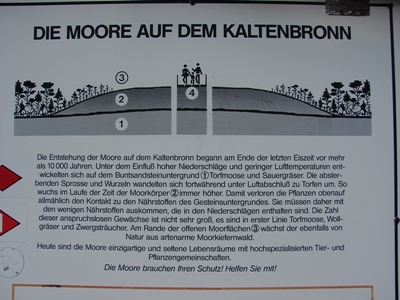 DIE MOORE AUF DEM KALTENBRONN
3
2
4
1
Die Entstehung der Moore auf dem Kaltenbronn begann am Ende der letzten Eiszeit vor mehr
als 10 000 Jahren. Unter dem Einfluß hoher Niederschläge und geringer Lufttemperaturen ent-
wickelten sich auf dem Buntsandsteinuntergrund 1 Torfmoose und Sauergräser. Die abster-
benden Sprosse und Wurzeln wandelten sich fortwährend unter Luftabschluß zu Torfen um. So
wuchs im Laufe der Zeit der Moorkörper 2 immer höher. Damit verloren die Pflanzen obenauf
allmählich den Kontakt zu den Nährstoffen des Gesteinsuntergrundes. Sie müssen daher mit
den wenigen Nährstoffen auskommen, die in den Niederschlägen enthalten sind. Die Zahl
dieser anspruchslosen Gewächse ist nicht sehr groß, es sind in erster Linie Torfmoose, Woll-
gräser und Zwergsträucher. Am Rande der offenen Moorflächen 3 wächst der ebenfalls von
Natur aus artenarme Moorkiefernwald.
Heute sind die Moore einzigartige und seltene Lebensräume mit hochspezialisierten Tier- und
Pflanzengemeinschaften.
Die Moore brauchen Ihren Schutz! Helfen Sie mit!